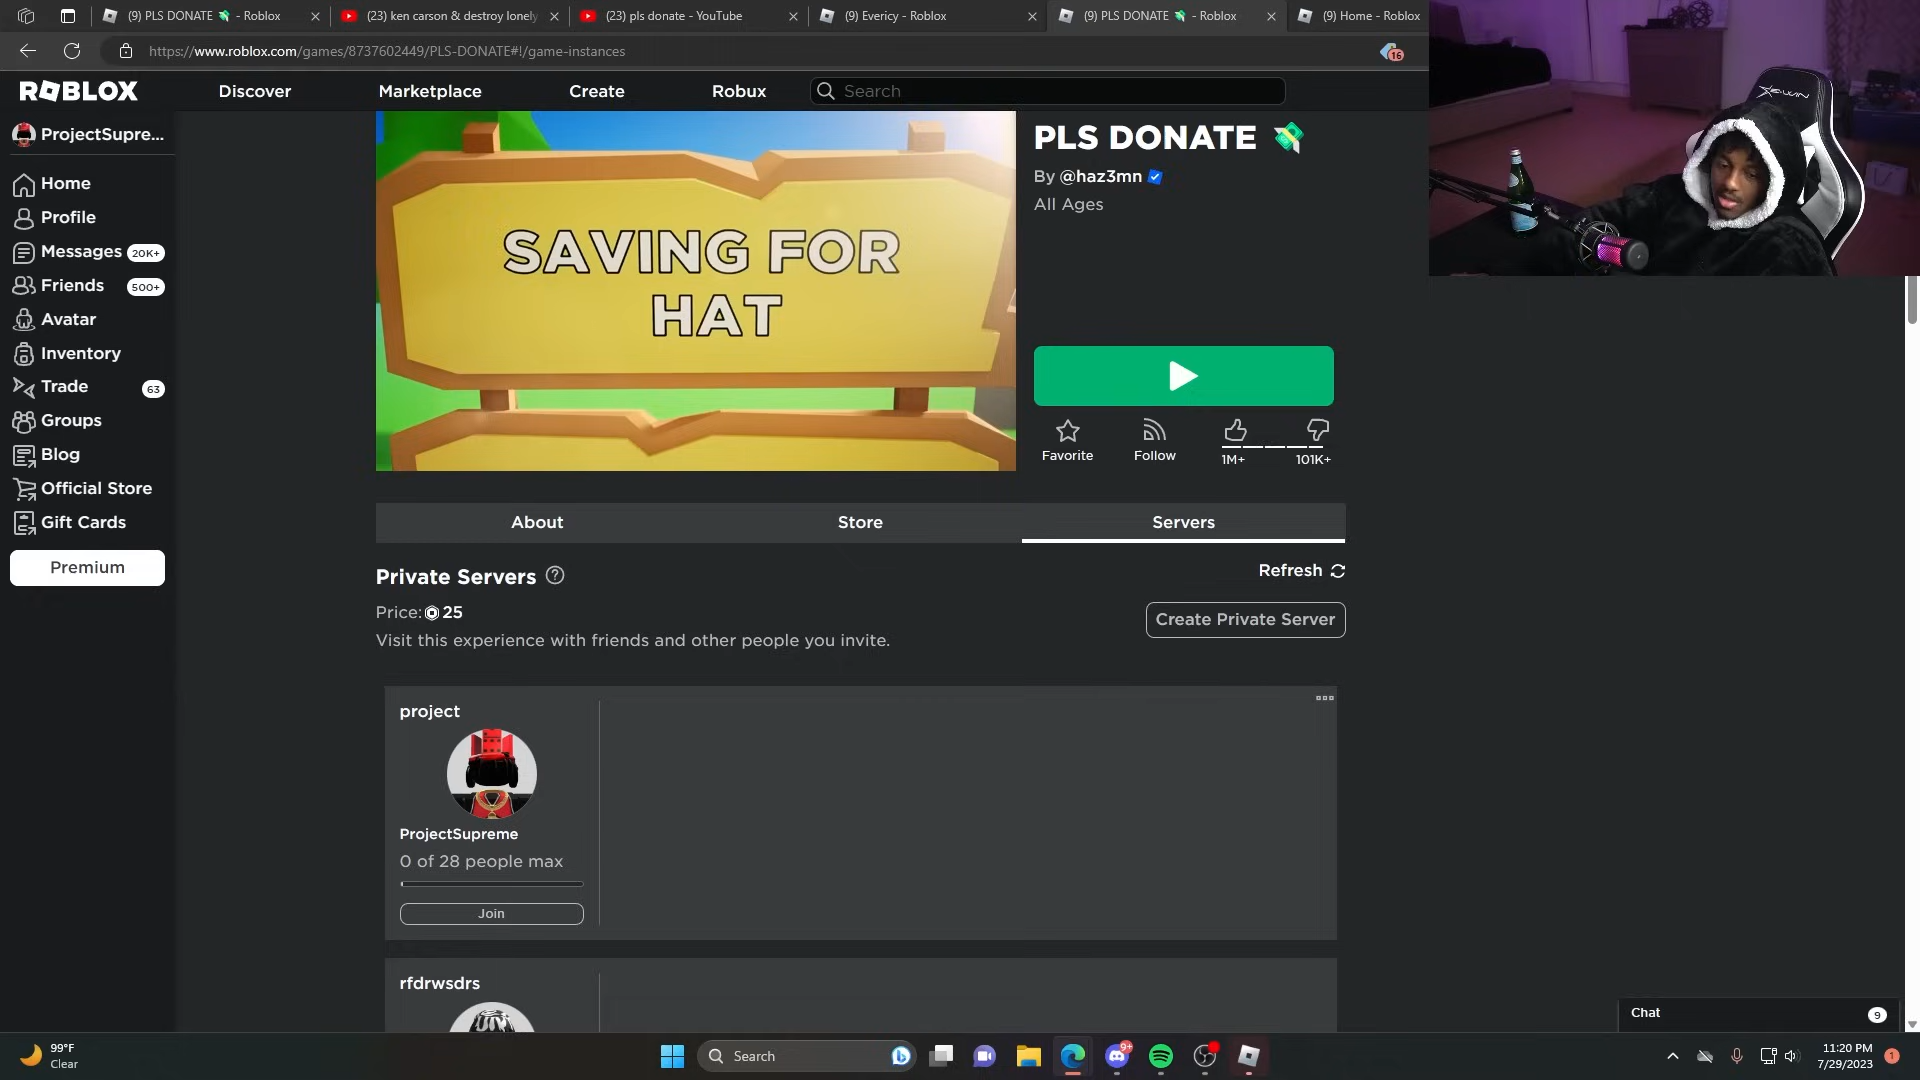 (9) PLS DONATE 💸 - Roblox
(23) ken carson & destroy lonely
(23) pls donate - YouTube
(9) Evericy - Roblox
(9) PLS DONATE 💸 - Roblox
(9) Home - Roblox
https://www.roblox.com/games/8737602449/PLS-DONATE#!/game-instances
16
ROBLOX
Discover
Marketplace
Create
Robux
Search
ProjectSupre...
Home
Profile
Messages 20K+
Friends 500+
Avatar
Inventory
Trade 63
Groups
Blog
Official Store
Gift Cards
Premium
SAVING FOR
HAT
PLS DONATE 💸
By @haz3mn
All Ages
Favorite
Follow
1M+
101K+
About
Store
Servers
Private Servers
Refresh
Price: 25
Create Private Server
Visit this experience with friends and other people you invite.
project
ProjectSupreme
0 of 28 people max
Join
rfdrwsdrs
Chat 9
99°F
Clear
Search
9+
11:20 PM
7/29/2023
1